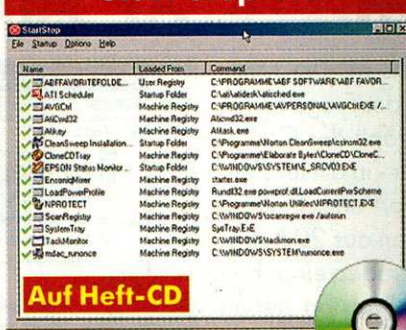 StartStop
File Startup Options Help
Name Loaded From Command
ABFFAVORITEFOLDE... User Registry C:\PROGRAMME\ABF SOFTWARE\ABF FAVOR...
ATI Scheduler Startup Folder C:\ati\atidesk\atisched.exe
AVGCtrl Machine Registry C:\PROGRAMME\AVPERSONAL\AVGCtrl.EXE /...
AtiCwd32 Machine Registry Aticwd32.exe
Atikey Machine Registry Atitask.exe
CleanSweep Installation... Startup Folder C:\Programme\Norton CleanSweep\csinsm32.exe
CloneCDTray Machine Registry C:\Programme\Elaborate Bytes\CloneCD\CloneC...
EPSON Status Monitor ... Startup Folder C:\WINDOWS\SYSTEM\E_SRCV03.EXE
EnsoniqMixer Machine Registry starter.exe
LoadPowerProfile Machine Registry Rundll32.exe powrprof.dll,LoadCurrentPwrScheme
NPROTECT Machine Registry C:\Programme\Norton Utilities\NPROTECT.EXE
ScanRegistry Machine Registry C:\WINDOWS\scanregw.exe /autorun
SystemTray Machine Registry SysTray.Exe
TaskMonitor Machine Registry C:\WINDOWS\taskmon.exe
mdac_runonce Machine Registry C:\WINDOWS\SYSTEM\runonce.exe
Auf Heft-CD